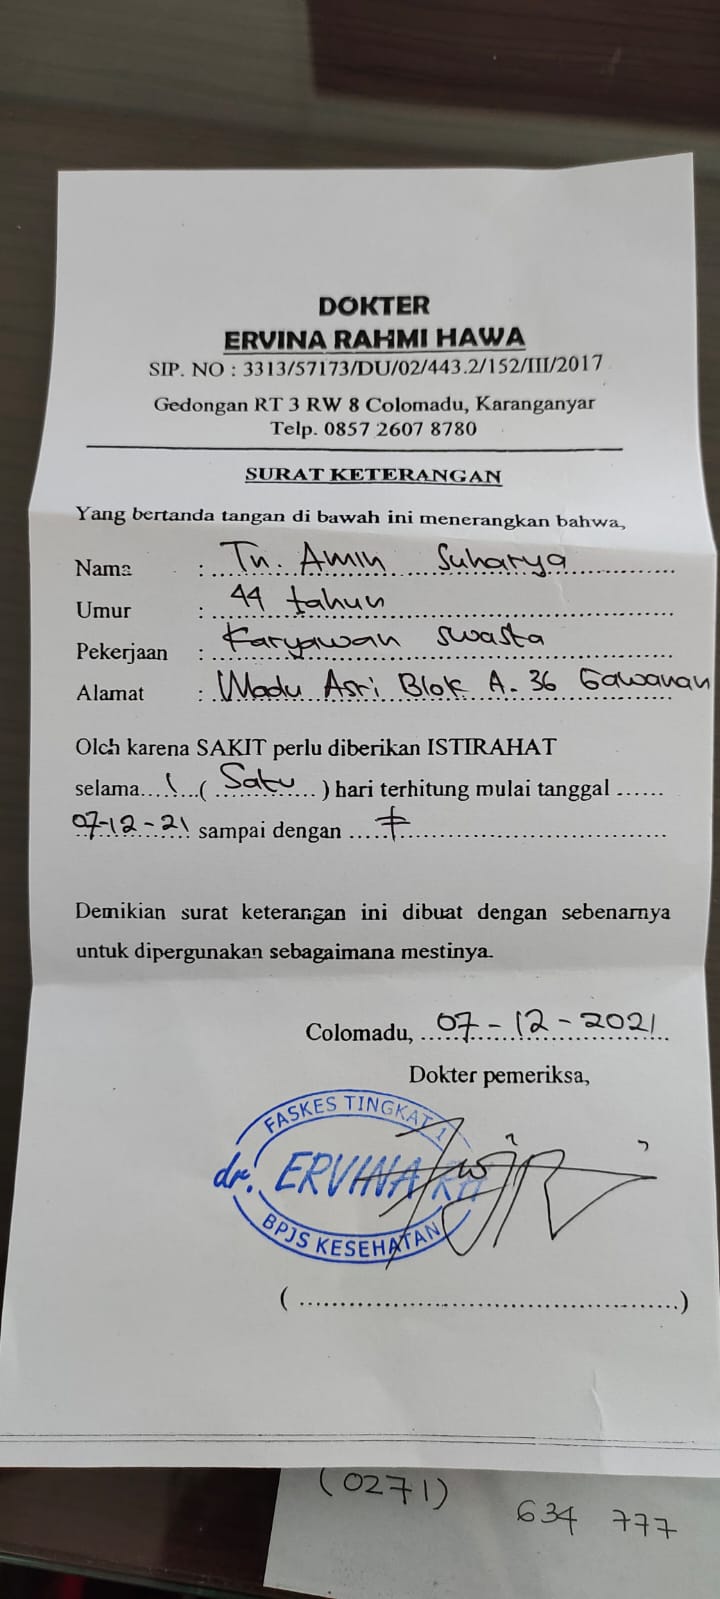 DOKTER
ERVINA RAHMI HAWA
SIP. NO : 3313/57173/DU/02/443.2/152/III/2017
Gedongan RT 3 RW 8 Colomadu, Karanganyar
Telp. 0857 2607 8780
SURAT KETERANGAN
Yang bertanda tangan di bawah ini menerangkan bahwa,
Nama : Tn. Amin Suharya
Umur : 44 tahun
Pekerjaan : Karyawan swasta
Alamat : Madu Asri Blok A. 36 Gawanan
Oleh karena SAKIT perlu diberikan ISTIRAHAT
selama....1...( Satu ) hari terhitung mulai tanggal ......
07-12-21 sampai dengan ......
Demikian surat keterangan ini dibuat dengan sebenarnya
untuk dipergunakan sebagaimana mestinya.
Colomadu, 07-12-2021
Dokter pemeriksa,
FASKES TINGKAT 1
dr. ERVINA RH
BPJS KESEHATAN
( ........................................................)
(0271) 634 777